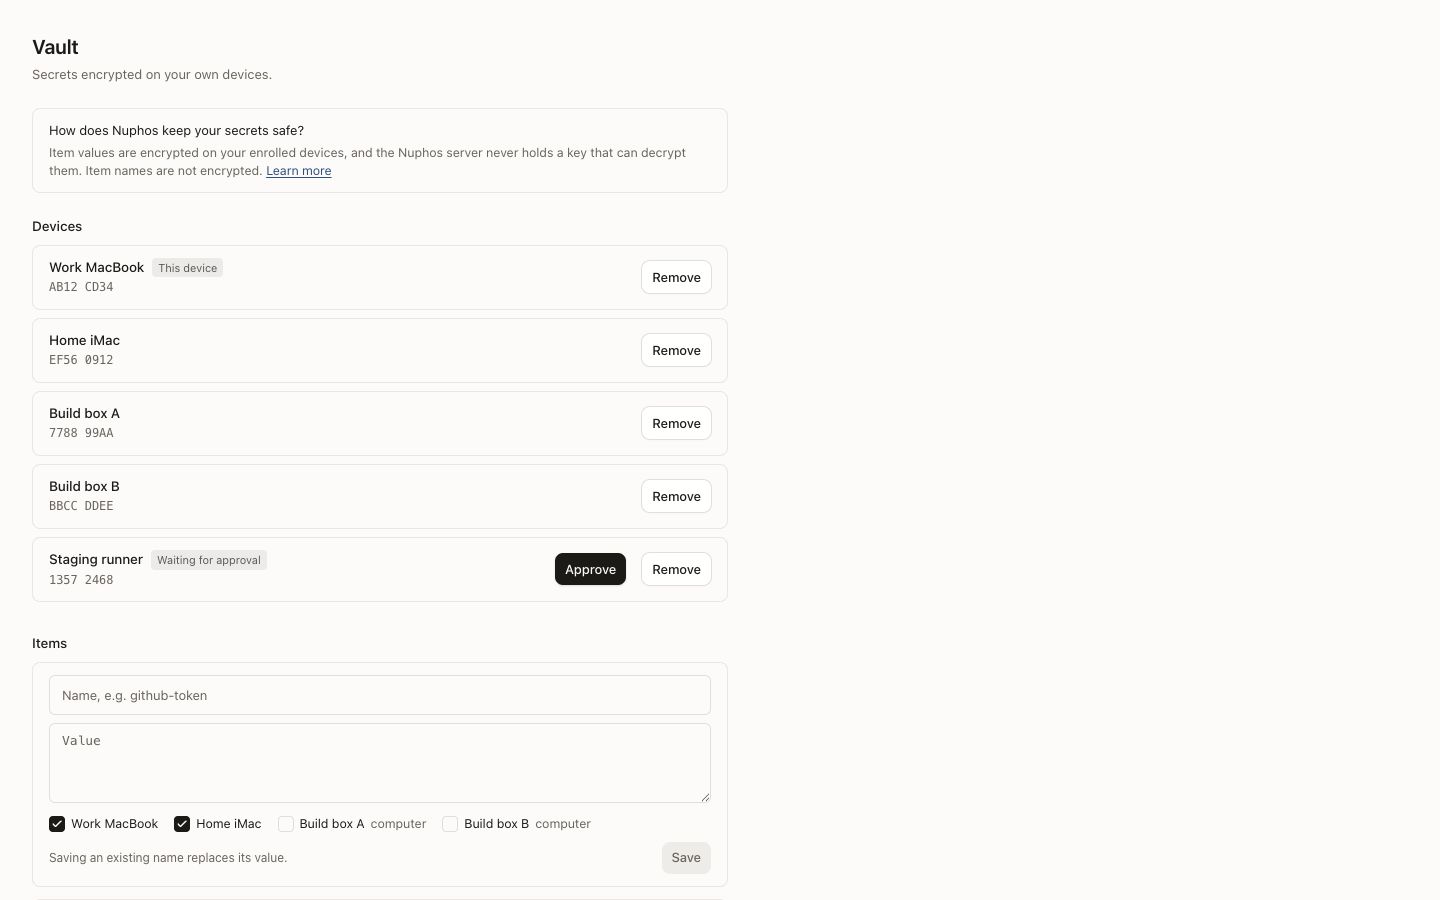 Vault
Secrets encrypted on your own devices.
How does Nuphos keep your secrets safe?
Item values are encrypted on your enrolled devices, and the Nuphos server never holds a key that can decrypt
them. Item names are not encrypted. Learn more
Devices
Work MacBook This device
AB12 CD34
Remove
Home iMac
EF56 0912
Remove
Build box A
7788 99AA
Remove
Build box B
BBCC DDEE
Remove
Staging runner Waiting for approval
1357 2468
Approve Remove
Items
Name, e.g. github-token
Value
Work MacBook Home iMac Build box A computer Build box B computer
Saving an existing name replaces its value. Save